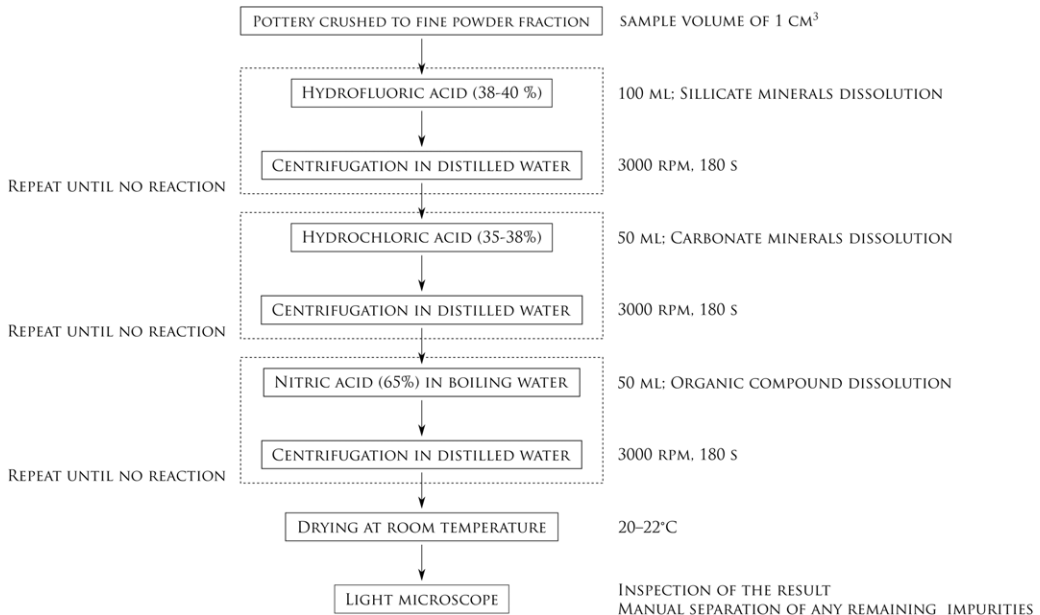 Pottery crushed to fine powder fraction
sample volume of 1 cm³
Hydrofluoric acid (38-40 %)
100 ml; Sillicate minerals dissolution
Centrifugation in distilled water
3000 rpm, 180 s
Repeat until no reaction
Hydrochloric acid (35-38%)
50 ml; Carbonate minerals dissolution
Centrifugation in distilled water
3000 rpm, 180 s
Repeat until no reaction
Nitric acid (65%) in boiling water
50 ml; Organic compound dissolution
Centrifugation in distilled water
3000 rpm, 180 s
Repeat until no reaction
Drying at room temperature
20–22°C
Light microscope
Inspection of the result
Manual separation of any remaining impurities